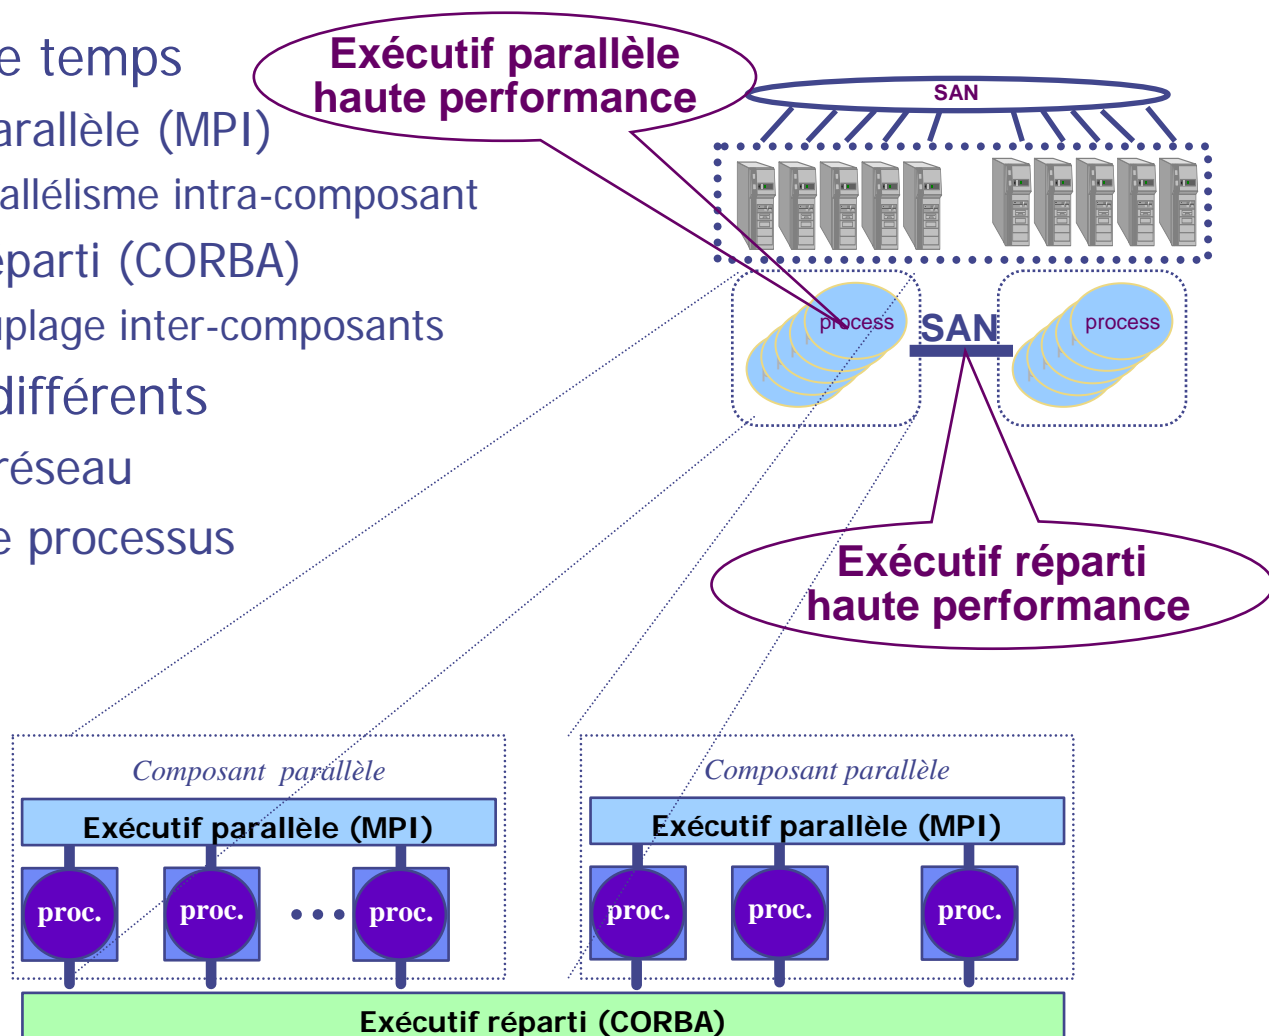 e temps
arallèle (MPI)
allélisme intra-composant
éparti (CORBA)
uplage inter-composants
différents
réseau
e processus
Exécutif parallèle
haute performance
SAN
process
SAN
process
Exécutif réparti
haute performance
Composant parallèle
Exécutif parallèle (MPI)
proc.
proc.
proc.
Composant parallèle
Exécutif parallèle (MPI)
proc.
proc.
proc.
Exécutif réparti (CORBA)